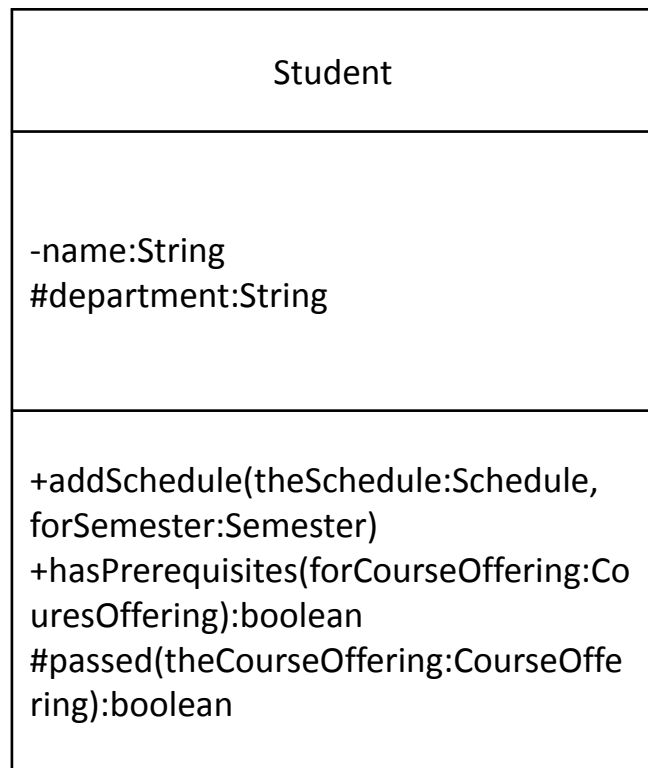 Student
-name:String
#department:String
+addSchedule(theSchedule:Schedule,
forSemester:Semester)
+hasPrerequisites(forCourseOffering:Co
uresOffering):boolean
#passed(theCourseOffering:CourseOffe
ring):boolean